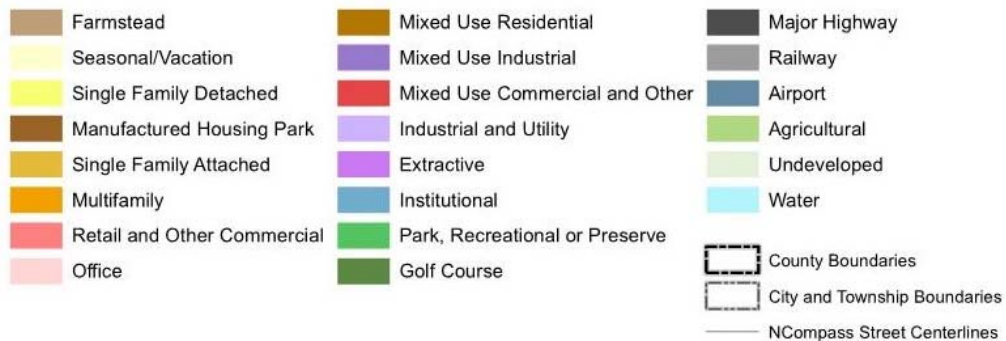 Farmstead
Seasonal/Vacation
Single Family Detached
Manufactured Housing Park
Single Family Attached
Multifamily
Retail and Other Commercial
Office
Mixed Use Residential
Mixed Use Industrial
Mixed Use Commercial and Other
Industrial and Utility
Extractive
Institutional
Park, Recreational or Preserve
Golf Course
Major Highway
Railway
Airport
Agricultural
Undeveloped
Water
County Boundaries
City and Township Boundaries
NCompass Street Centerlines